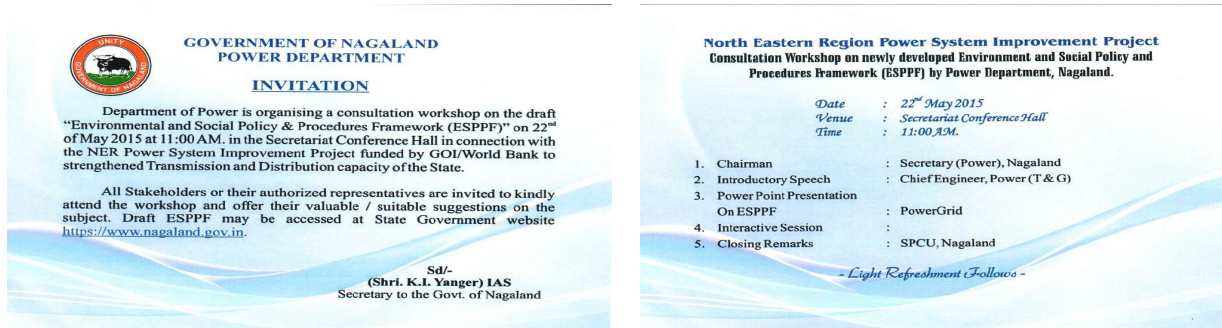 UNITY
GOVERNMENT OF NAGALAND
GOVERNMENT OF NAGALAND
POWER DEPARTMENT
INVITATION
Department of Power is organising a consultation workshop on the draft
“Environmental and Social Policy & Procedures Framework (ESPPF)” on 22nd
of May 2015 at 11:00 AM. in the Secretariat Conference Hall in connection with
the NER Power System Improvement Project funded by GOI/World Bank to
strengthened Transmission and Distribution capacity of the State.
All Stakeholders or their authorized representatives are invited to kindly
attend the workshop and offer their valuable / suitable suggestions on the
subject. Draft ESPPF may be accessed at State Government website
https://www.nagaland.gov.in.
Sd/-
(Shri. K.I. Yanger) IAS
Secretary to the Govt. of Nagaland
North Eastern Region Power System Improvement Project
Consultation Workshop on newly developed Environment and Social Policy and
Procedures Framework (ESPPF) by Power Department, Nagaland.
Date : 22nd May 2015
Venue : Secretariat Conference Hall
Time : 11:00 A.M.
1. Chairman : Secretary (Power), Nagaland
2. Introductory Speech : Chief Engineer, Power (T & G)
3. Power Point Presentation
On ESPPF : PowerGrid
4. Interactive Session :
5. Closing Remarks : SPCU, Nagaland
- Light Refreshment Follows -